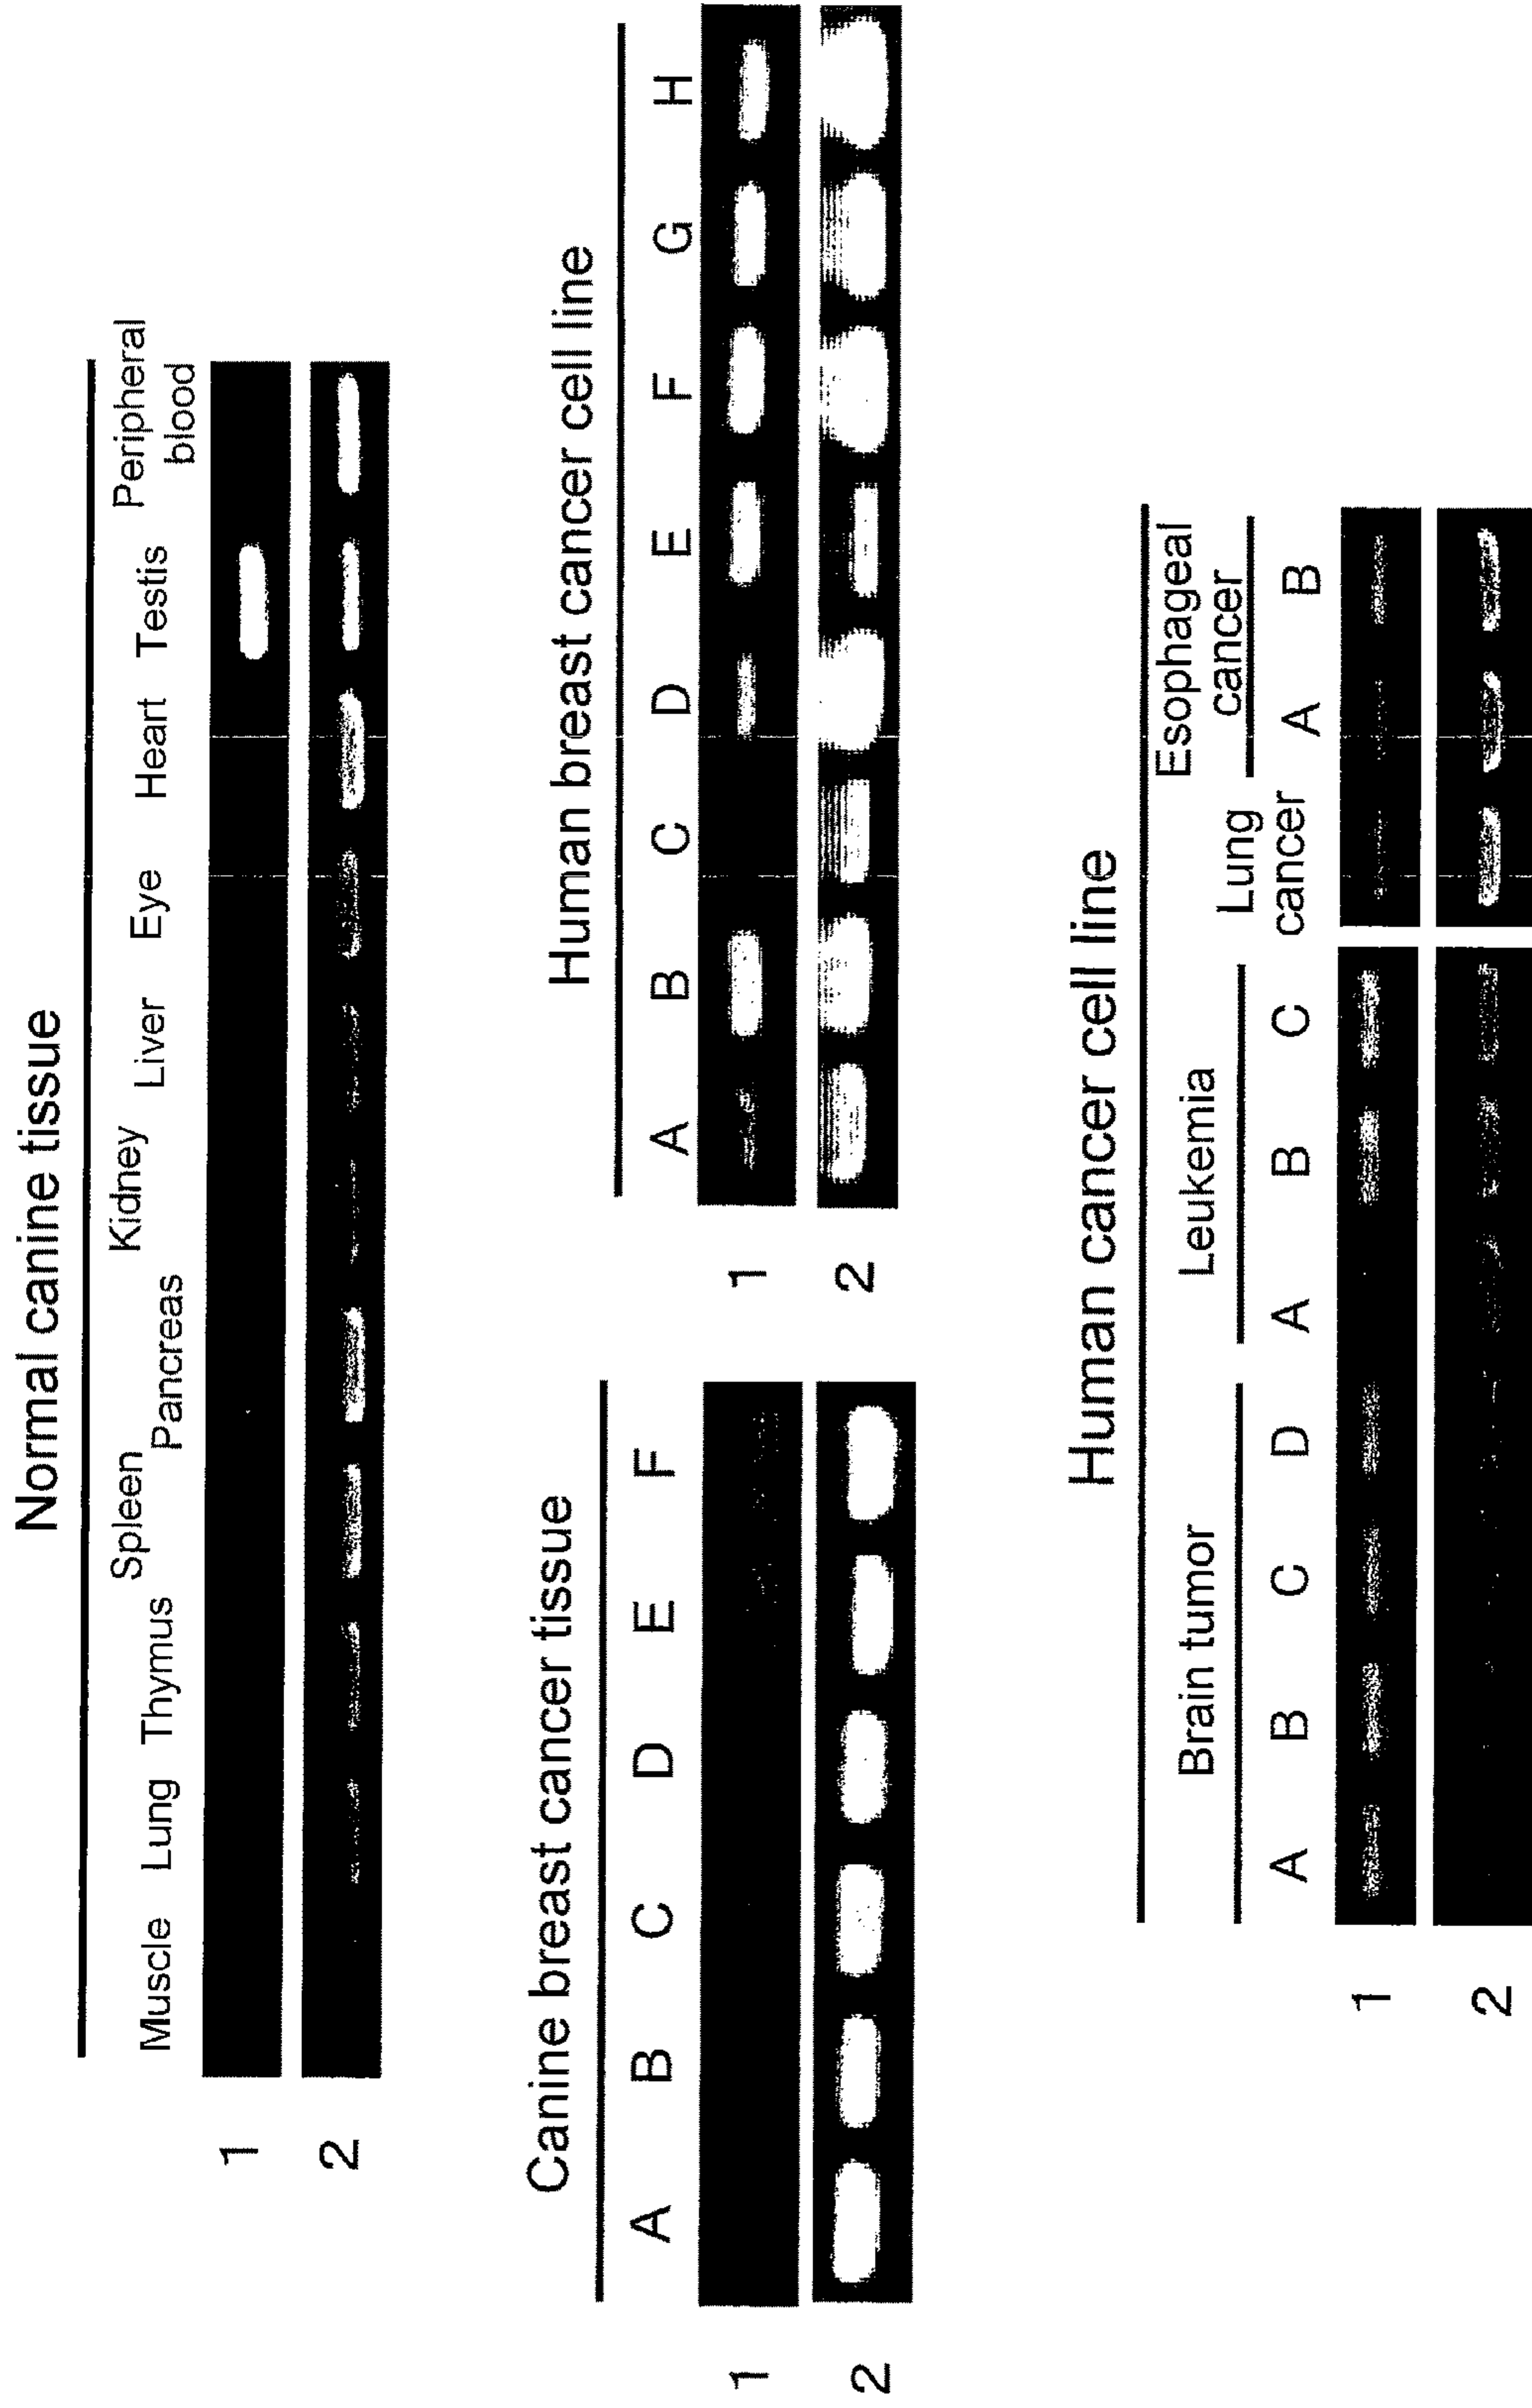 Normal canine tissue
Muscle Lung Thymus Spleen Pancreas Kidney Liver Eye Heart Testis Peripheral
blood
1
2
Canine breast cancer tissue
A B C D E F
1
2
Human breast cancer cell line
A B C D E F G H
1
2
Human cancer cell line
Brain tumor Leukemia Lung
cancer Esophageal
cancer
A B C D A B C A B
1
2